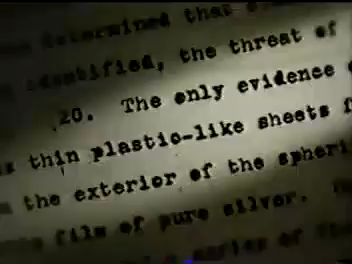 determined that
identified, the threat of
20. The only evidence
thin plastic-like sheets
the exterior of the spheri
film of pure silver.